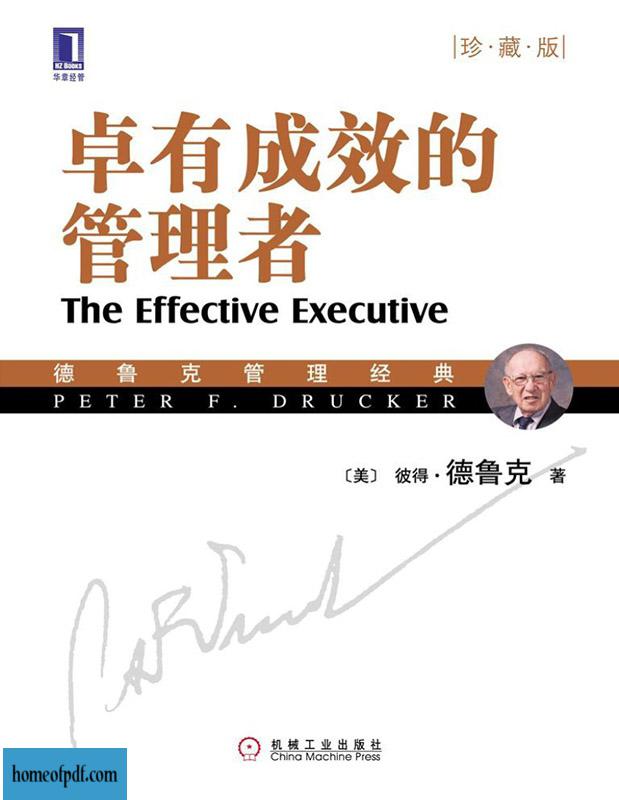 HZ BOOKS
华章经管
珍·藏·版
卓有成效的
管理者
The Effective Executive
德鲁克管理经典
PETER F. DRUCKER
〔美〕 彼得·德鲁克 著
机械工业出版社
China Machine Press
homeofpdf.com